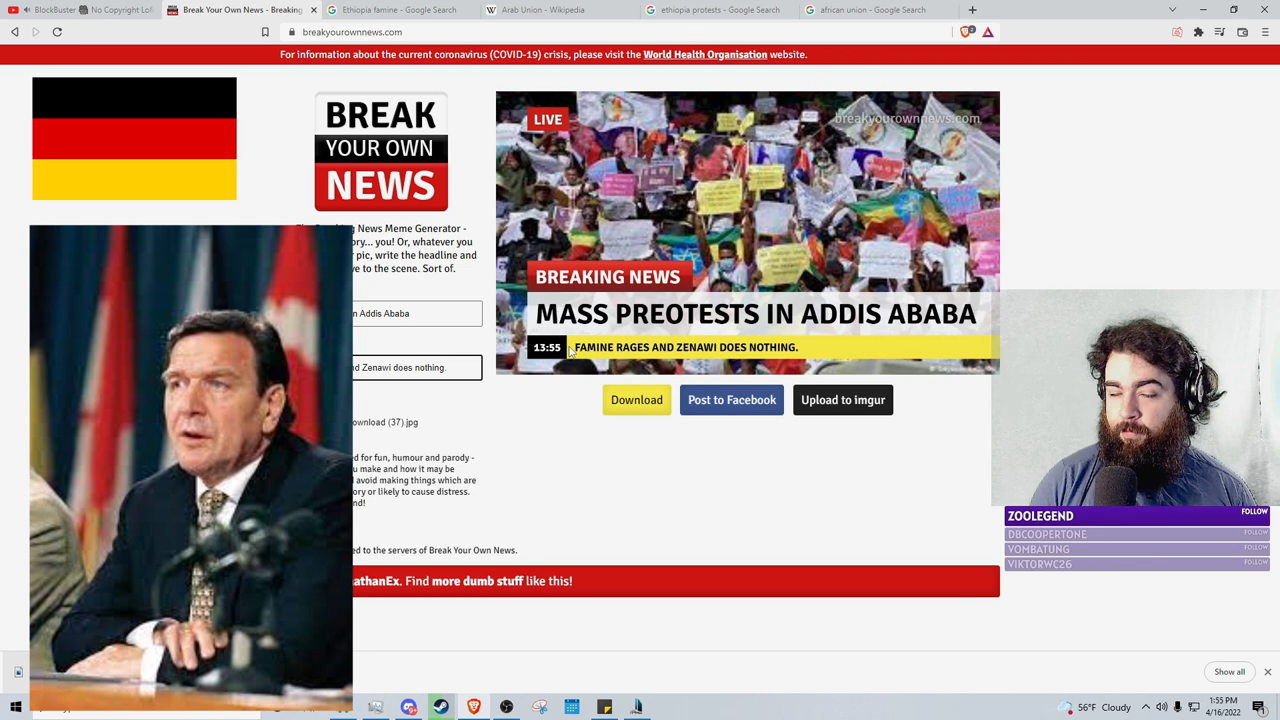 BlockBuster
No Copyright Lofi
Break Your Own News - Breaking
Ethiopia famine - Google Search
Arab Union - Wikipedia
ethiopia protests - Google Search
african union - Google Search
breakyourownnews.com
For information about the current coronavirus (COVID-19) crisis, please visit the World Health Organisation website.
BREAK
YOUR OWN
NEWS
News Meme Generator -
you! Or, whatever you
pic, write the headline and
to the scene. Sort of.
n Addis Ababa
nd Zenawi does nothing.
ownload (37).jpg
ed for fun, humour and parody -
u make and how it may be
avoid making things which are
ory or likely to cause distress.
nd!
ed to the servers of Break Your Own News.
athanEx. Find more dumb stuff like this!
LIVE
breakyourownnews.com
BREAKING NEWS
MASS PREOTESTS IN ADDIS ABABA
13:55
FAMINE RAGES AND ZENAWI DOES NOTHING.
Download
Post to Facebook
Upload to imgur
ZOOLEGEND FOLLOW
DBCOOPERTONE FOLLOW
VOMBATUNG FOLLOW
VIKTORWC26 FOLLOW
Show all
56°F Cloudy
1:55 PM
4/16/2022